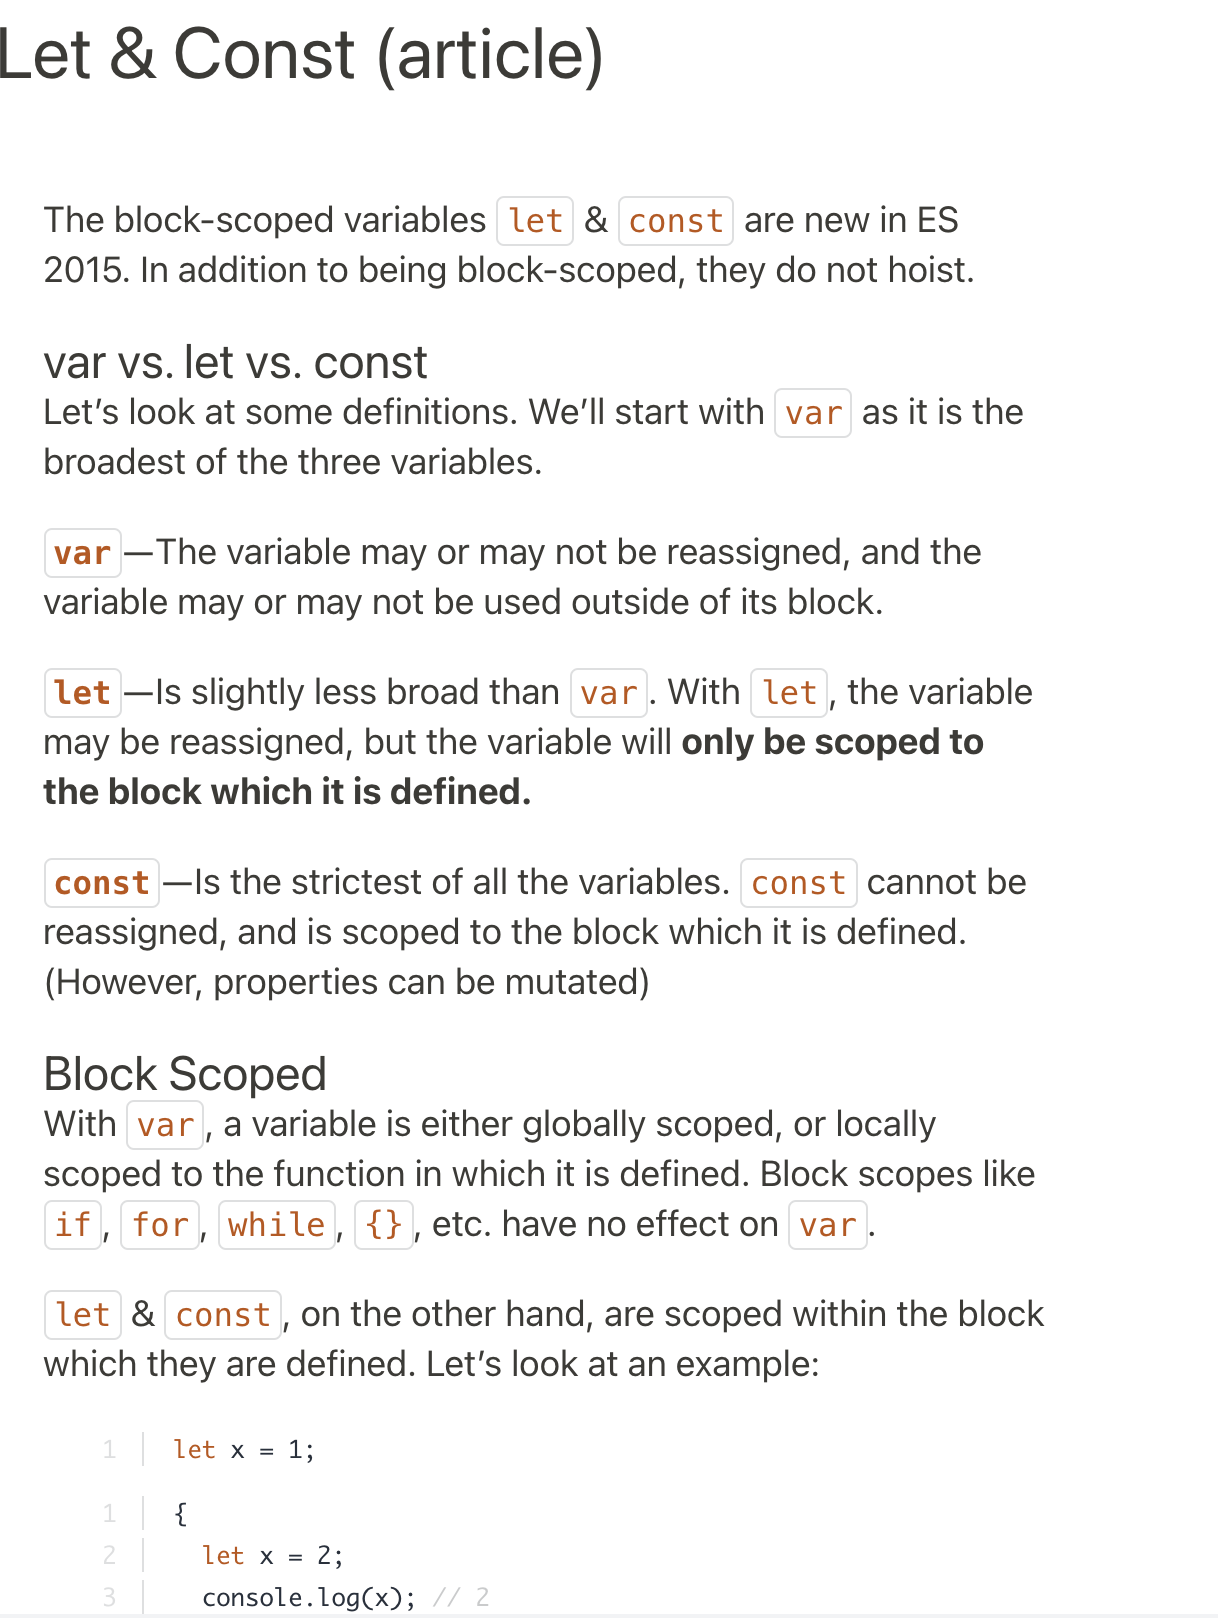 Let & Const (article)
The block-scoped variables let & const are new in ES
2015. In addition to being block-scoped, they do not hoist.
var vs. let vs. const
Let’s look at some definitions. We’ll start with var as it is the
broadest of the three variables.
var—The variable may or may not be reassigned, and the
variable may or may not be used outside of its block.
let—Is slightly less broad than var. With let, the variable
may be reassigned, but the variable will only be scoped to
the block which it is defined.
const—Is the strictest of all the variables. const cannot be
reassigned, and is scoped to the block which it is defined.
(However, properties can be mutated)
Block Scoped
With var, a variable is either globally scoped, or locally
scoped to the function in which it is defined. Block scopes like
if, for, while, {}, etc. have no effect on var.
let & const, on the other hand, are scoped within the block
which they are defined. Let’s look at an example:
1 let x = 1;
1 {
2 let x = 2;
3 console.log(x); // 2